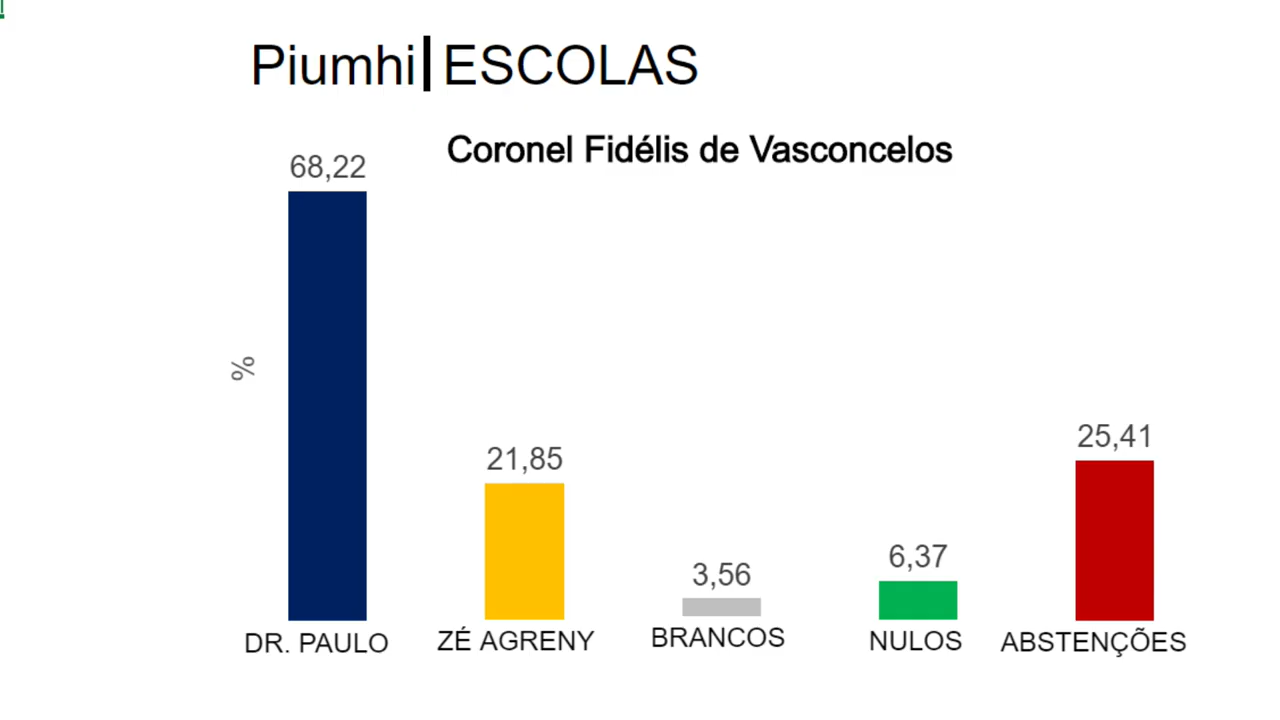 Piumhi| ESCOLAS
Coronel Fidélis de Vasconcelos
68,22
%
21,85
3,56
6,37
25,41
DR. PAULO
ZÉ AGRENY
BRANCOS
NULOS
ABSTENÇÕES